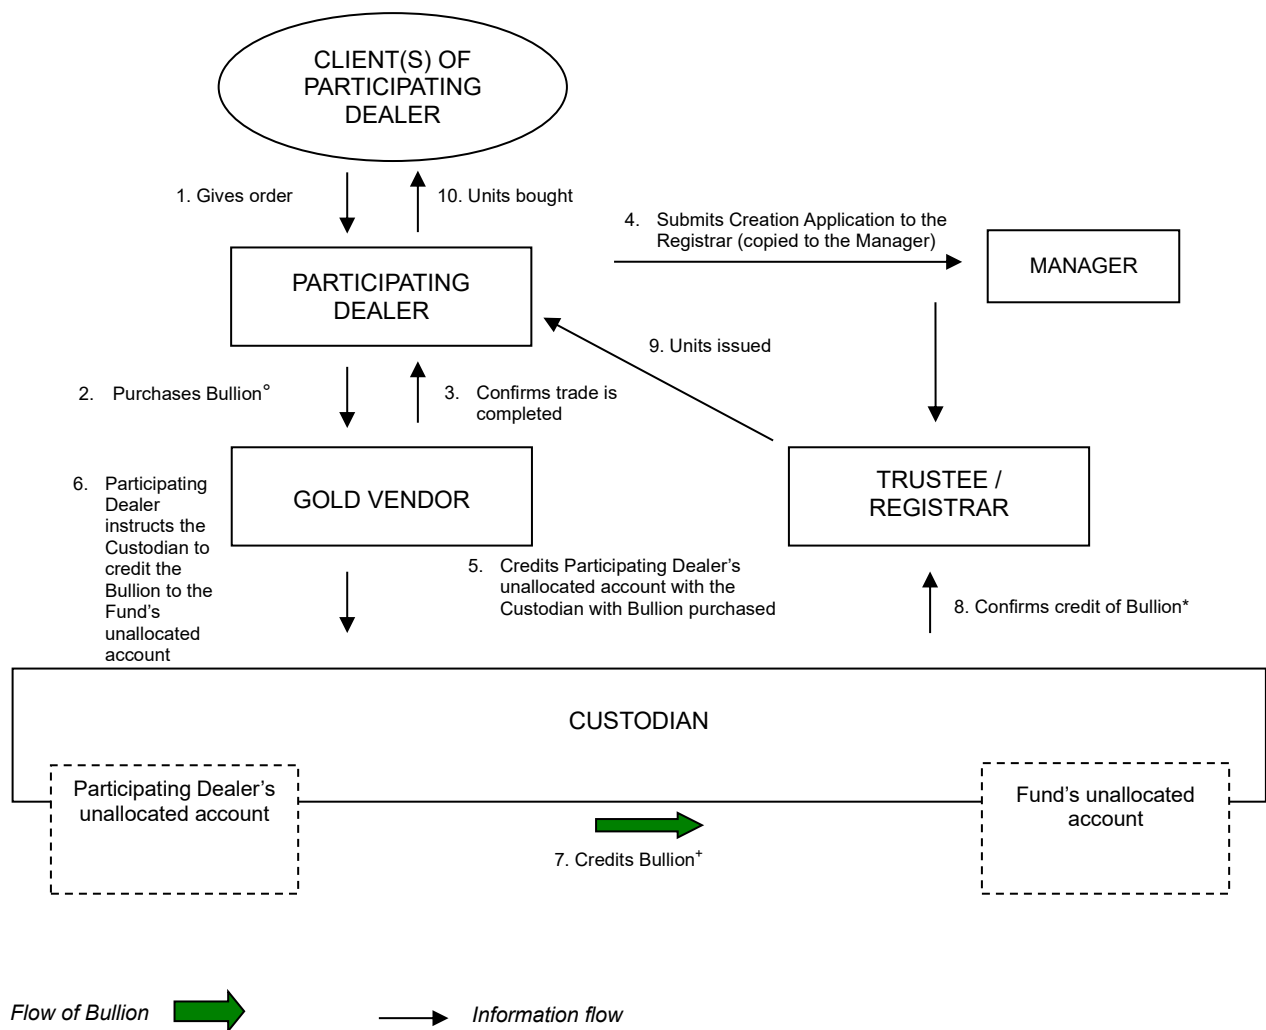 CLIENT(S) OF
PARTICIPATING
DEALER
1. Gives order
10. Units bought
4. Submits Creation Application to the
Registrar (copied to the Manager)
MANAGER
PARTICIPATING
DEALER
9. Units issued
2. Purchases Bullion°
3. Confirms trade is
completed
GOLD VENDOR
TRUSTEE /
REGISTRAR
6. Participating
Dealer
instructs the
Custodian to
credit the
Bullion to the
Fund’s
unallocated
account
5. Credits Participating Dealer’s
unallocated account with the
Custodian with Bullion purchased
8. Confirms credit of Bullion*
CUSTODIAN
Participating Dealer’s
unallocated account
Fund’s unallocated
account
7. Credits Bullion+
Flow of Bullion
Information flow